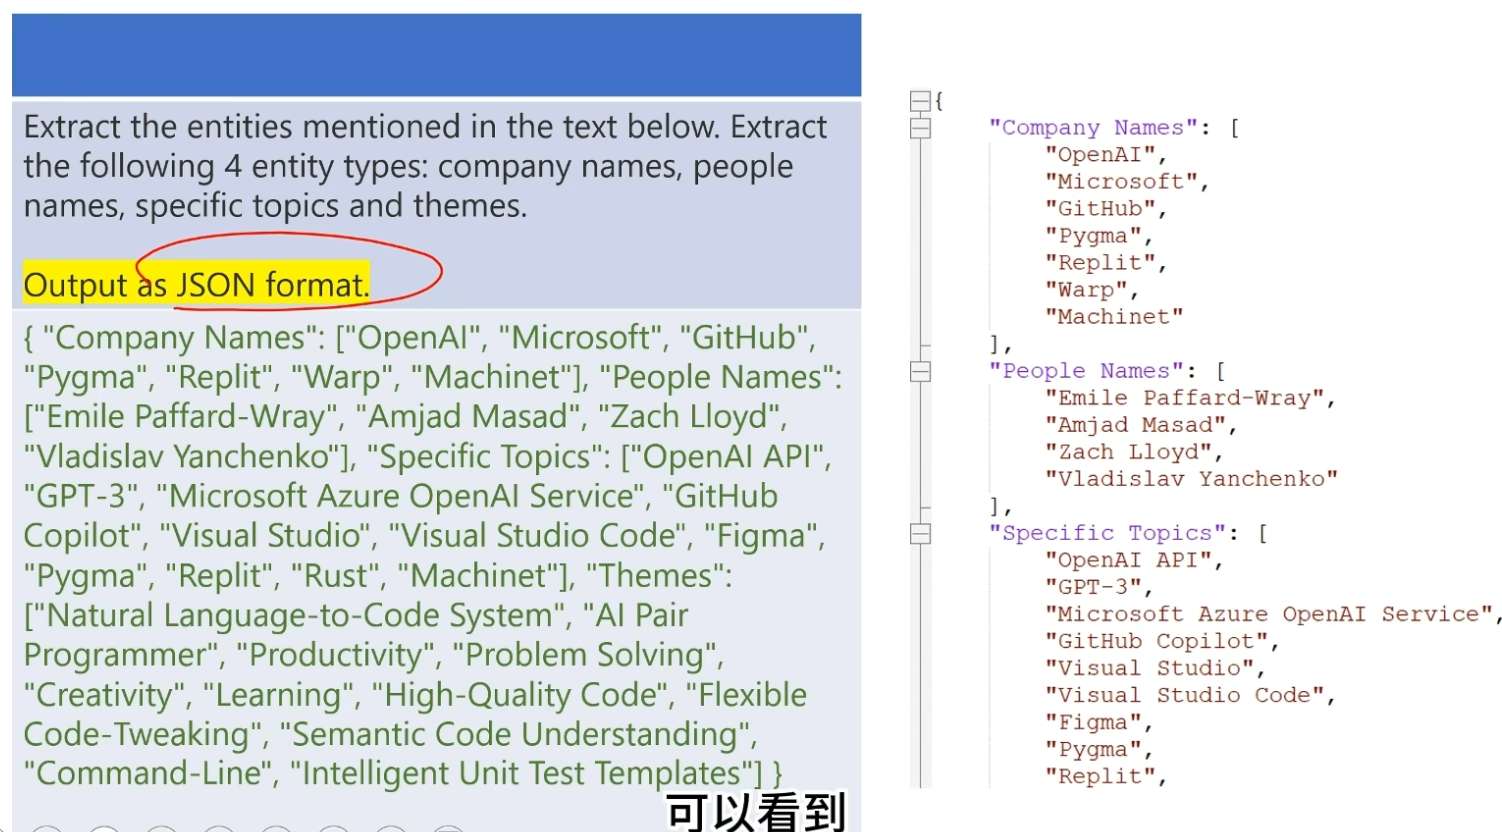 Extract the entities mentioned in the text below. Extract
the following 4 entity types: company names, people
names, specific topics and themes.
Output as JSON format.
{ "Company Names": ["OpenAI", "Microsoft", "GitHub",
"Pygma", "Replit", "Warp", "Machinet"], "People Names":
["Emile Paffard-Wray", "Amjad Masad", "Zach Lloyd",
"Vladislav Yanchenko"], "Specific Topics": ["OpenAI API",
"GPT-3", "Microsoft Azure OpenAI Service", "GitHub
Copilot", "Visual Studio", "Visual Studio Code", "Figma",
"Pygma", "Replit", "Rust", "Machinet"], "Themes":
["Natural Language-to-Code System", "AI Pair
Programmer", "Productivity", "Problem Solving",
"Creativity", "Learning", "High-Quality Code", "Flexible
Code-Tweaking", "Semantic Code Understanding",
"Command-Line", "Intelligent Unit Test Templates"] }
{
"Company Names": [
"OpenAI",
"Microsoft",
"GitHub",
"Pygma",
"Replit",
"Warp",
"Machinet"
],
"People Names": [
"Emile Paffard-Wray",
"Amjad Masad",
"Zach Lloyd",
"Vladislav Yanchenko"
],
"Specific Topics": [
"OpenAI API",
"GPT-3",
"Microsoft Azure OpenAI Service",
"GitHub Copilot",
"Visual Studio",
"Visual Studio Code",
"Figma",
"Pygma",
"Replit",
可以看到